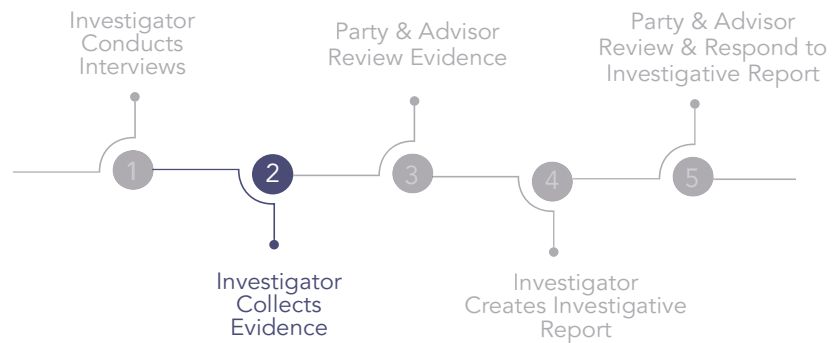 Investigator
Conducts
Interviews
Party & Advisor
Review Evidence
Party & Advisor
Review & Respond to
Investigative Report
1
2
3
4
5
Investigator
Collects
Evidence
Investigator
Creates Investigative
Report